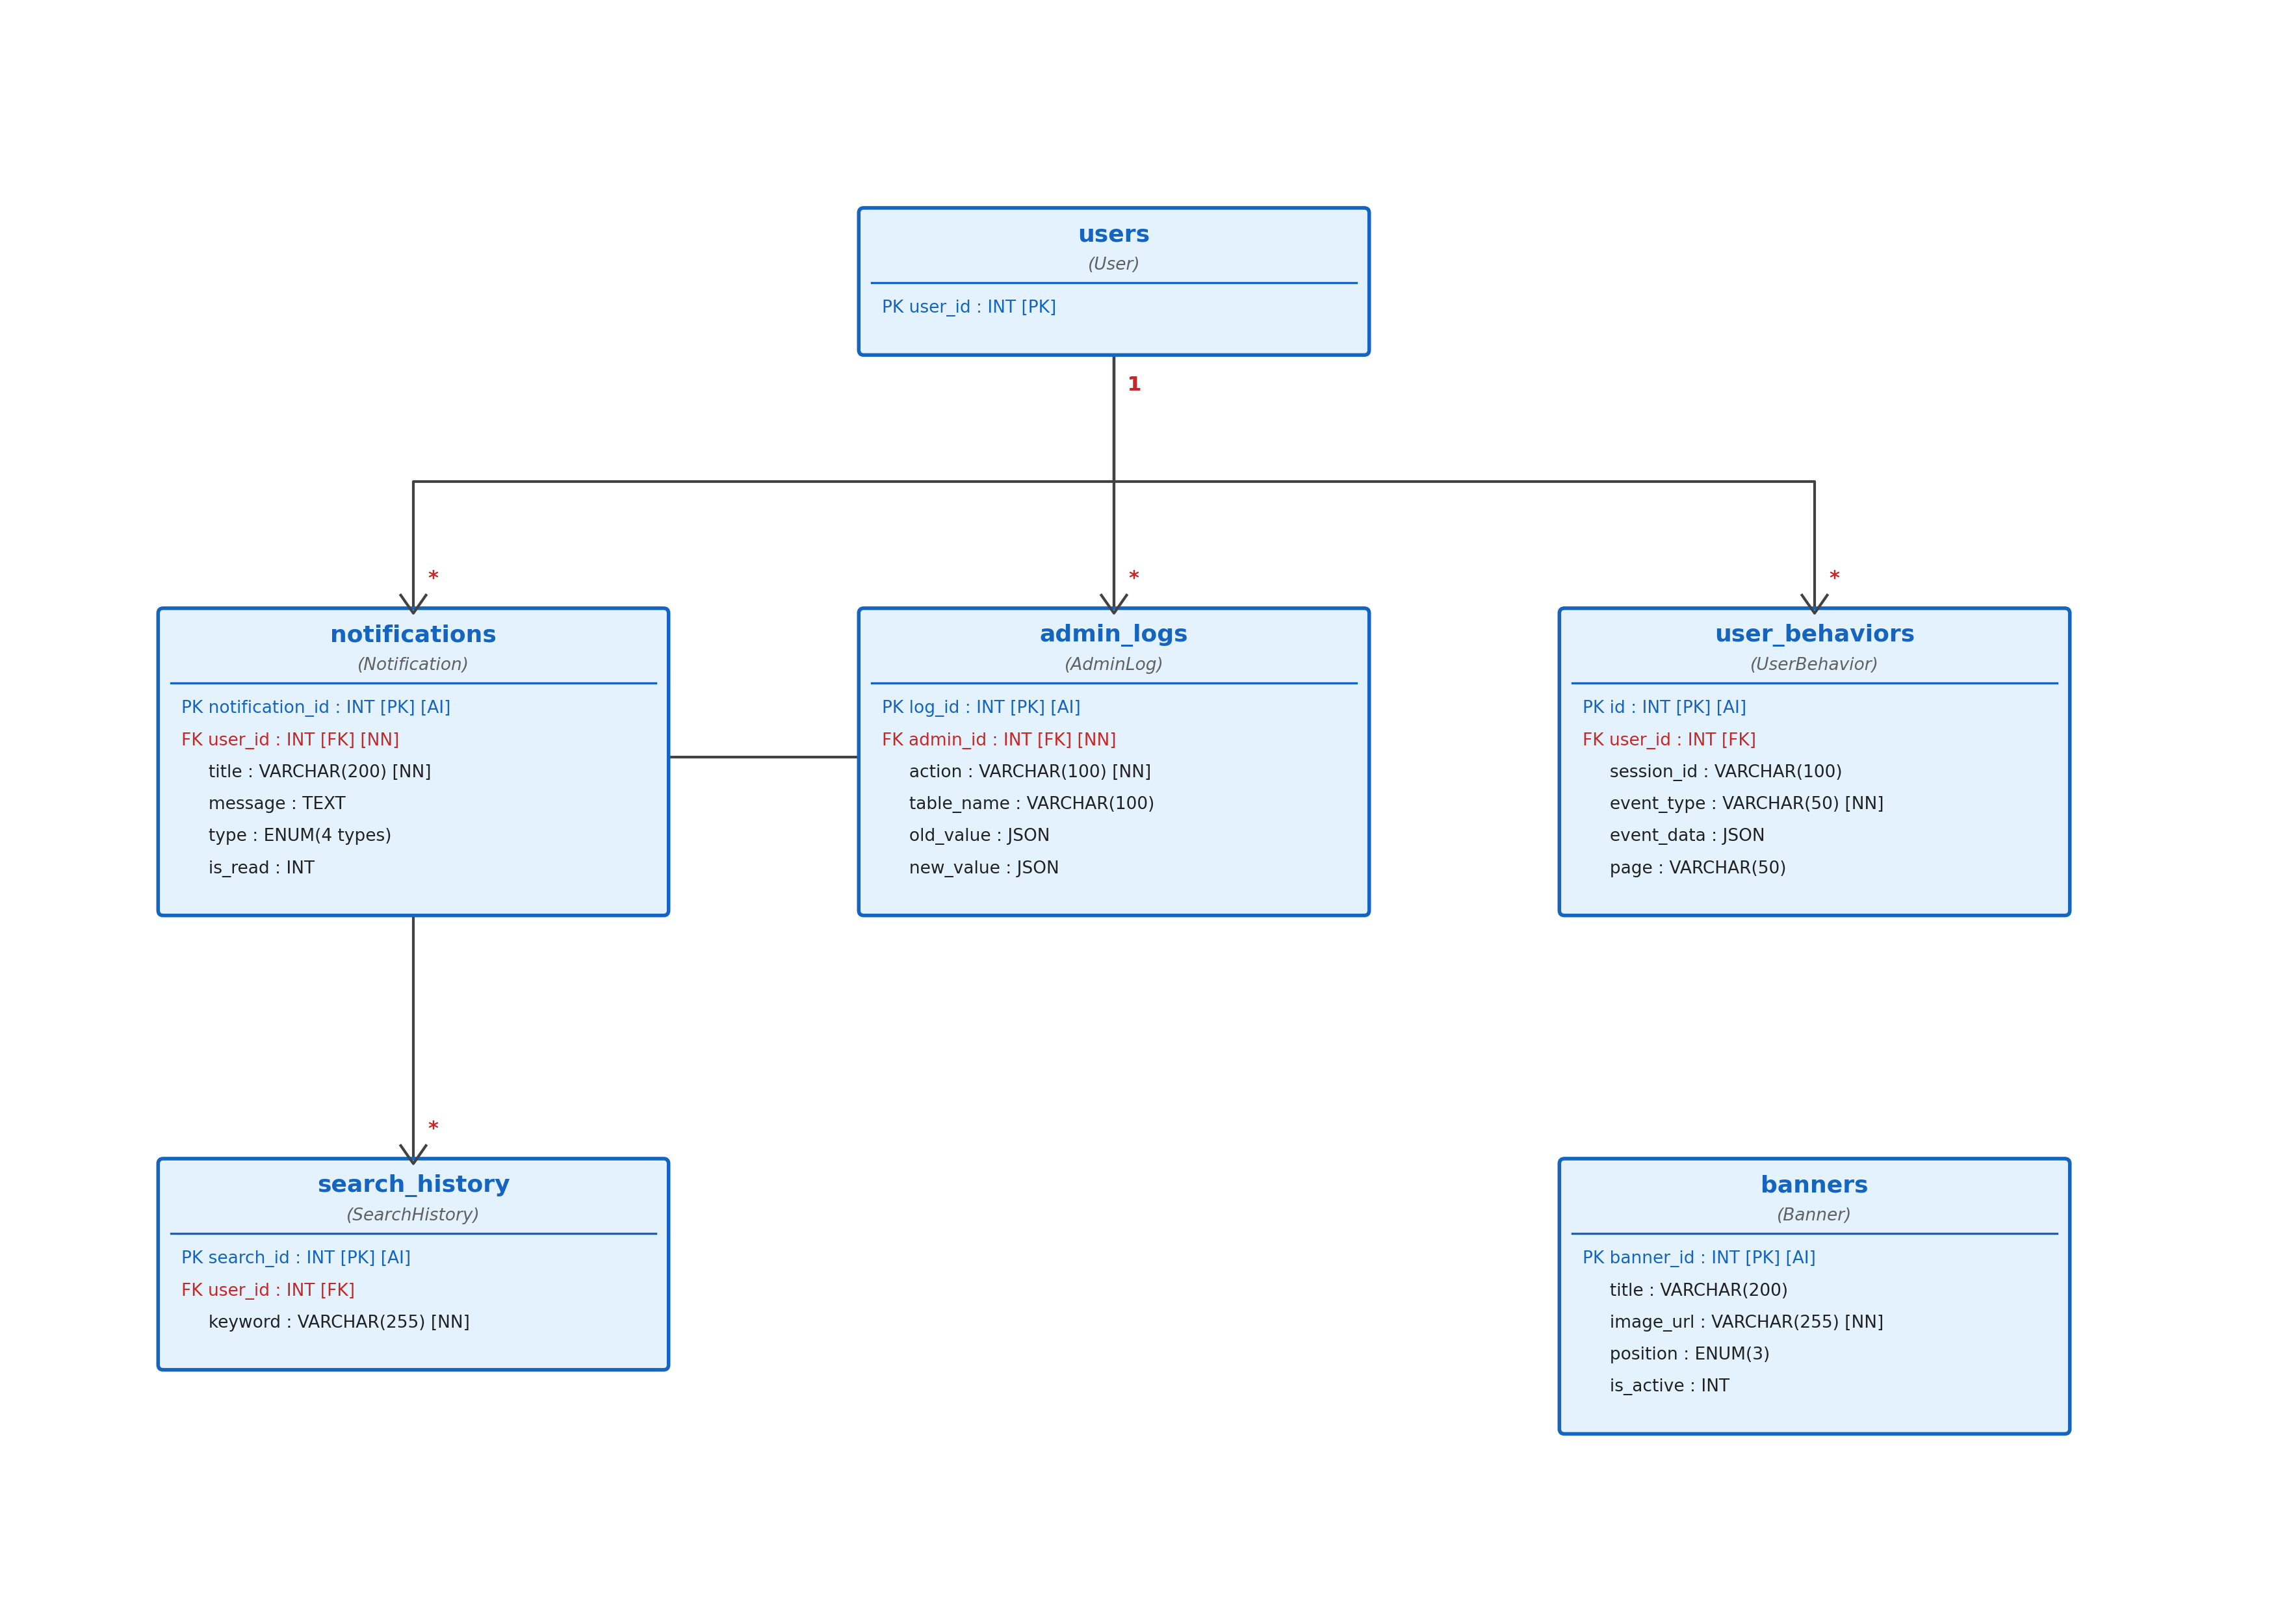 users
(User)
PK user_id : INT [PK]
1
*
*
*
notifications
(Notification)
PK notification_id : INT [PK] [AI]
FK user_id : INT [FK] [NN]
title : VARCHAR(200) [NN]
message : TEXT
type : ENUM(4 types)
is_read : INT
admin_logs
(AdminLog)
PK log_id : INT [PK] [AI]
FK admin_id : INT [FK] [NN]
action : VARCHAR(100) [NN]
table_name : VARCHAR(100)
old_value : JSON
new_value : JSON
user_behaviors
(UserBehavior)
PK id : INT [PK] [AI]
FK user_id : INT [FK]
session_id : VARCHAR(100)
event_type : VARCHAR(50) [NN]
event_data : JSON
page : VARCHAR(50)
*
search_history
(SearchHistory)
PK search_id : INT [PK] [AI]
FK user_id : INT [FK]
keyword : VARCHAR(255) [NN]
banners
(Banner)
PK banner_id : INT [PK] [AI]
title : VARCHAR(200)
image_url : VARCHAR(255) [NN]
position : ENUM(3)
is_active : INT